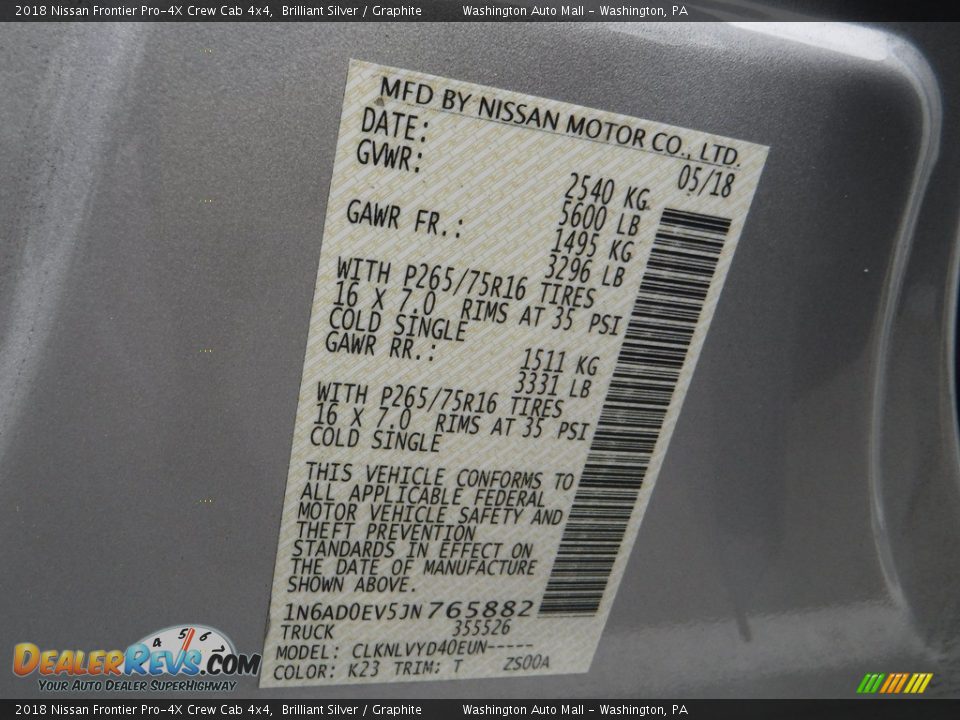 2018 Nissan Frontier Pro-4X Crew Cab 4x4, Brilliant Silver / Graphite Washington Auto Mall - Washington, PA
MFD BY NISSAN MOTOR CO., LTD.
DATE: 05/18
GVWR: 2540 KG
5600 LB
GAWR FR.: 1495 KG
3296 LB
WITH P265/75R16 TIRES
16 X 7.0 RIMS AT 35 PSI
COLD SINGLE
GAWR RR.: 1511 KG
3331 LB
WITH P265/75R16 TIRES
16 X 7.0 RIMS AT 35 PSI
COLD SINGLE
THIS VEHICLE CONFORMS TO
ALL APPLICABLE FEDERAL
MOTOR VEHICLE SAFETY AND
THEFT PREVENTION
STANDARDS IN EFFECT ON
THE DATE OF MANUFACTURE
SHOWN ABOVE.
1N6AD0EV5JN765882
TRUCK 355526
MODEL: CLKNLVYD40EUN-----
COLOR: K23 TRIM: T ZS00A
4 5 6
DEALERREVS.COM
YOUR AUTO DEALER SUPERHIGHWAY
2018 Nissan Frontier Pro-4X Crew Cab 4x4, Brilliant Silver / Graphite Washington Auto Mall - Washington, PA